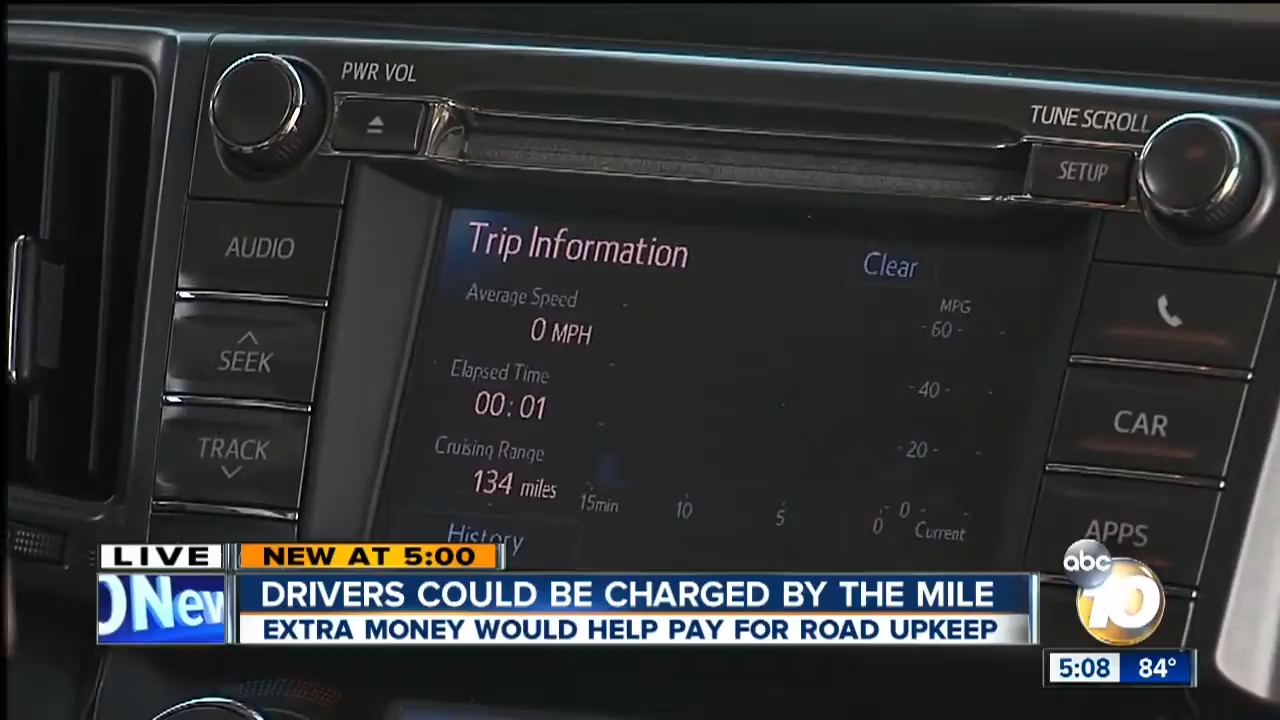 PWR VOL
TUNE SCROLL
SETUP
AUDIO
SEEK
TRACK
CAR
APPS
Trip Information
Clear
Average Speed
0 MPH
Elapsed Time
00:01
Cruising Range
134 miles
History
MPG
-60-
-40-
-20-
-0-
15min 10 5 0 Current
LIVE
NEW AT 5:00
DRIVERS COULD BE CHARGED BY THE MILE
EXTRA MONEY WOULD HELP PAY FOR ROAD UPKEEP
abc
10
5:08 84°